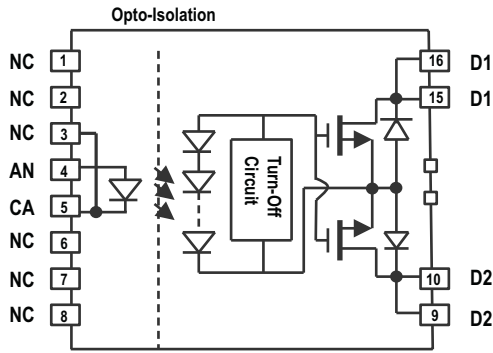 Opto-Isolation
NC 1
NC 2
NC 3
AN 4
CA 5
NC 6
NC 7
NC 8
Turn-Off
Circuit
16 D1
15 D1
10 D2
9 D2